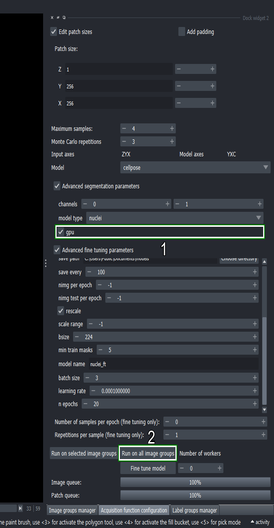 Dock widget 2
Edit patch sizes Add padding
Patch size:
Z 1 − +
Y 256 − +
X 256 − +
Maximum samples: − 4 +
Monte Carlo repetitions − 3 +
Input axes ZYX Model axes YXC
Model cellpose
Advanced segmentation parameters
channels − 0 + − 1 +
model type nuclei
gpu
1
Advanced fine tuning parameters
save path Choose directory
save every − 100 +
nimg per epoch − -1 +
nimg test per epoch − -1 +
rescale
scale range − -1 +
bsize − 224 +
min train masks − 5 +
model name nuclei_ft
batch size − 3 +
learning rate − 0.0001000000 +
n epochs − 20 +
Number of samples per epoch (fine tuning only): − 0 +
Repetitions per sample (fine tuning only): − 1 +
2
Run on selected image groups Run on all image groups Number of workers
Fine tune model − 0 +
Image queue: 100%
Patch queue: 100%
Image groups manager Acquisition function configuration Label groups manager
he paint brush, use <3> for activate the polygon tool, use <4> for activate the fill bucket, use <5> for pick mode activity